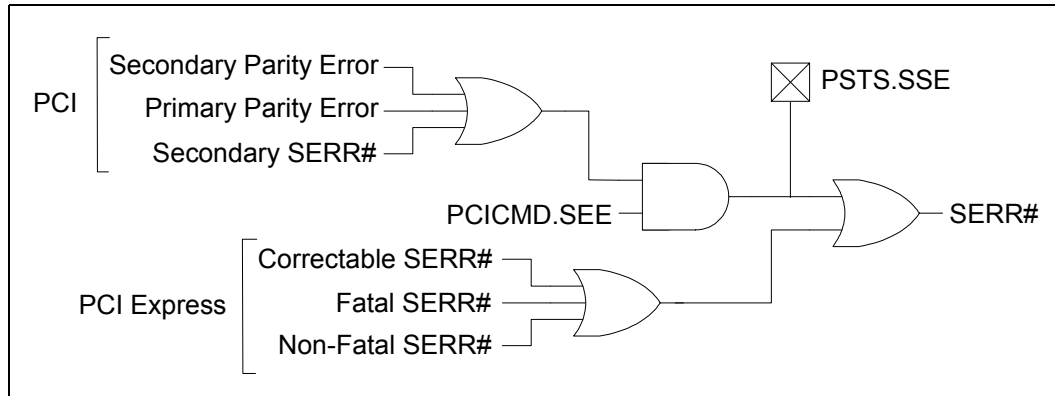 PCI
Secondary Parity Error
Primary Parity Error
Secondary SERR#
PSTS.SSE
PCICMD.SEE
SERR#
PCI Express
Correctable SERR#
Fatal SERR#
Non-Fatal SERR#